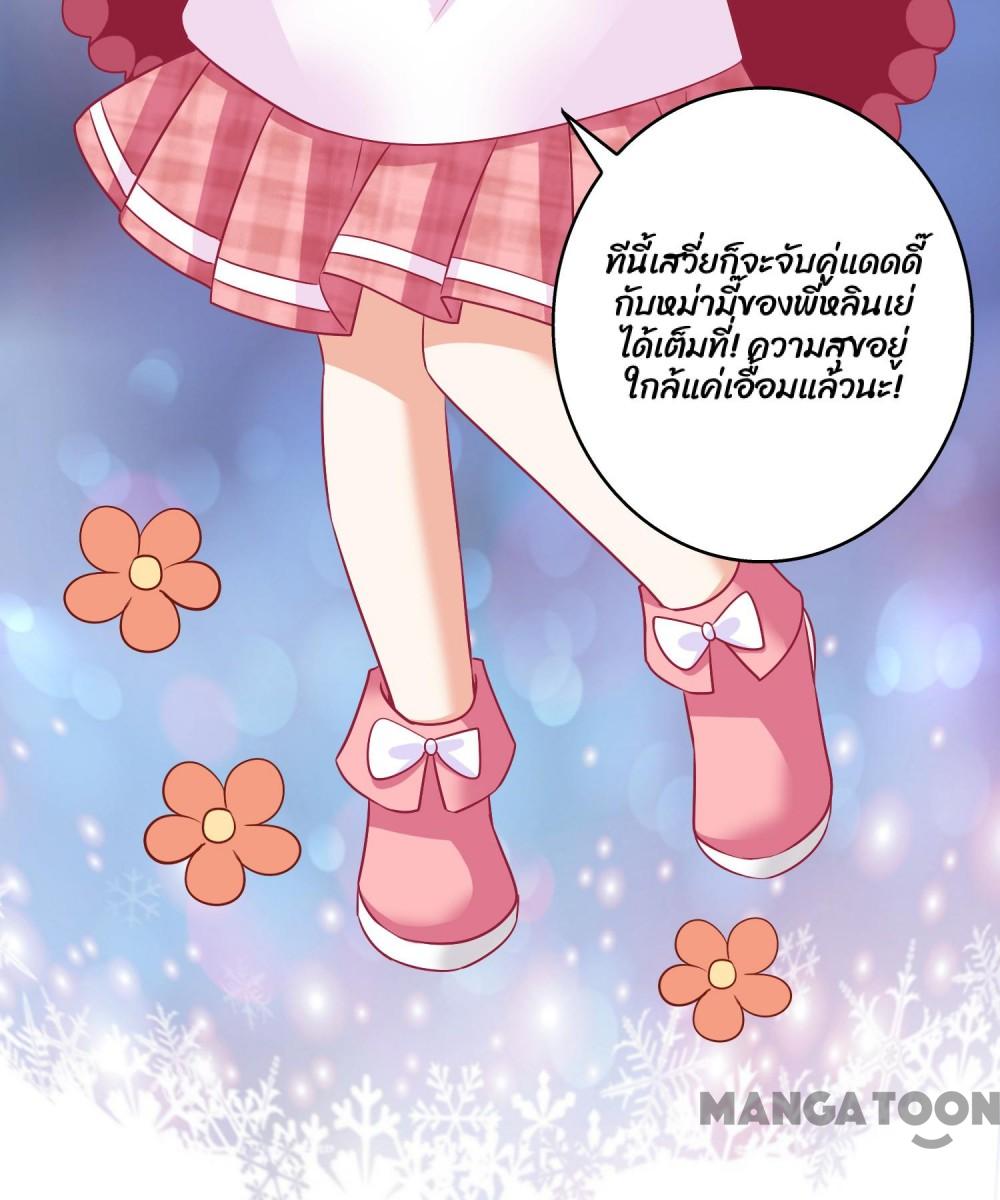 ทีนี้เสวี่ยก็จะจับคู่แดดดี๊
กับหม่ามี๊ของพี่หลินเย่
ได้เต็มที่! ความสุขอยู่
ใกล้แค่เอื้อมแล้วนะ!
MANGA TOON